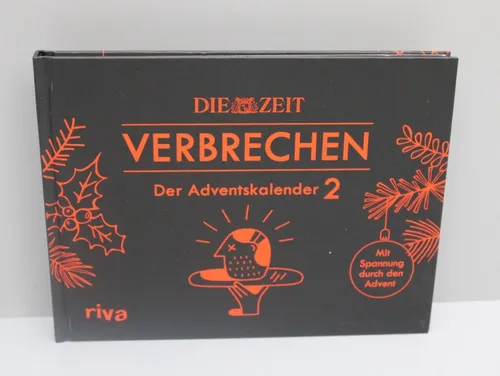 DIE ZEIT
VERBRECHEN
Der Adventskalender 2
Mit
Spannung
durch den
Advent
riva